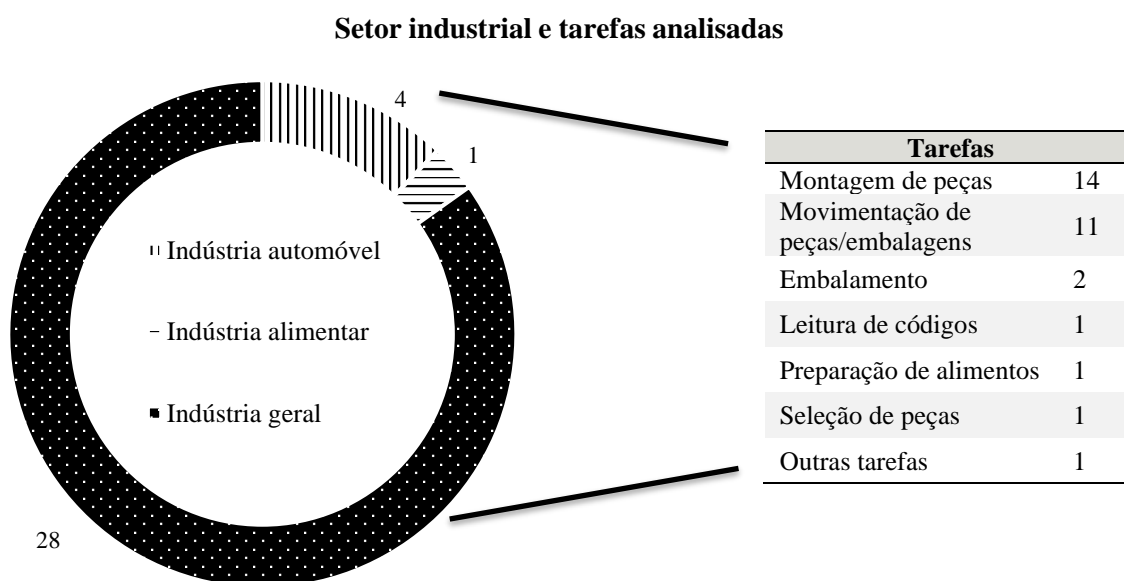 Setor industrial e tarefas analisadas
4
1
Indústria automóvel
Indústria alimentar
Indústria geral
28
Tarefas
Montagem de peças 14
Movimentação de
peças/embalagens 11
Embalamento 2
Leitura de códigos 1
Preparação de alimentos 1
Seleção de peças 1
Outras tarefas 1